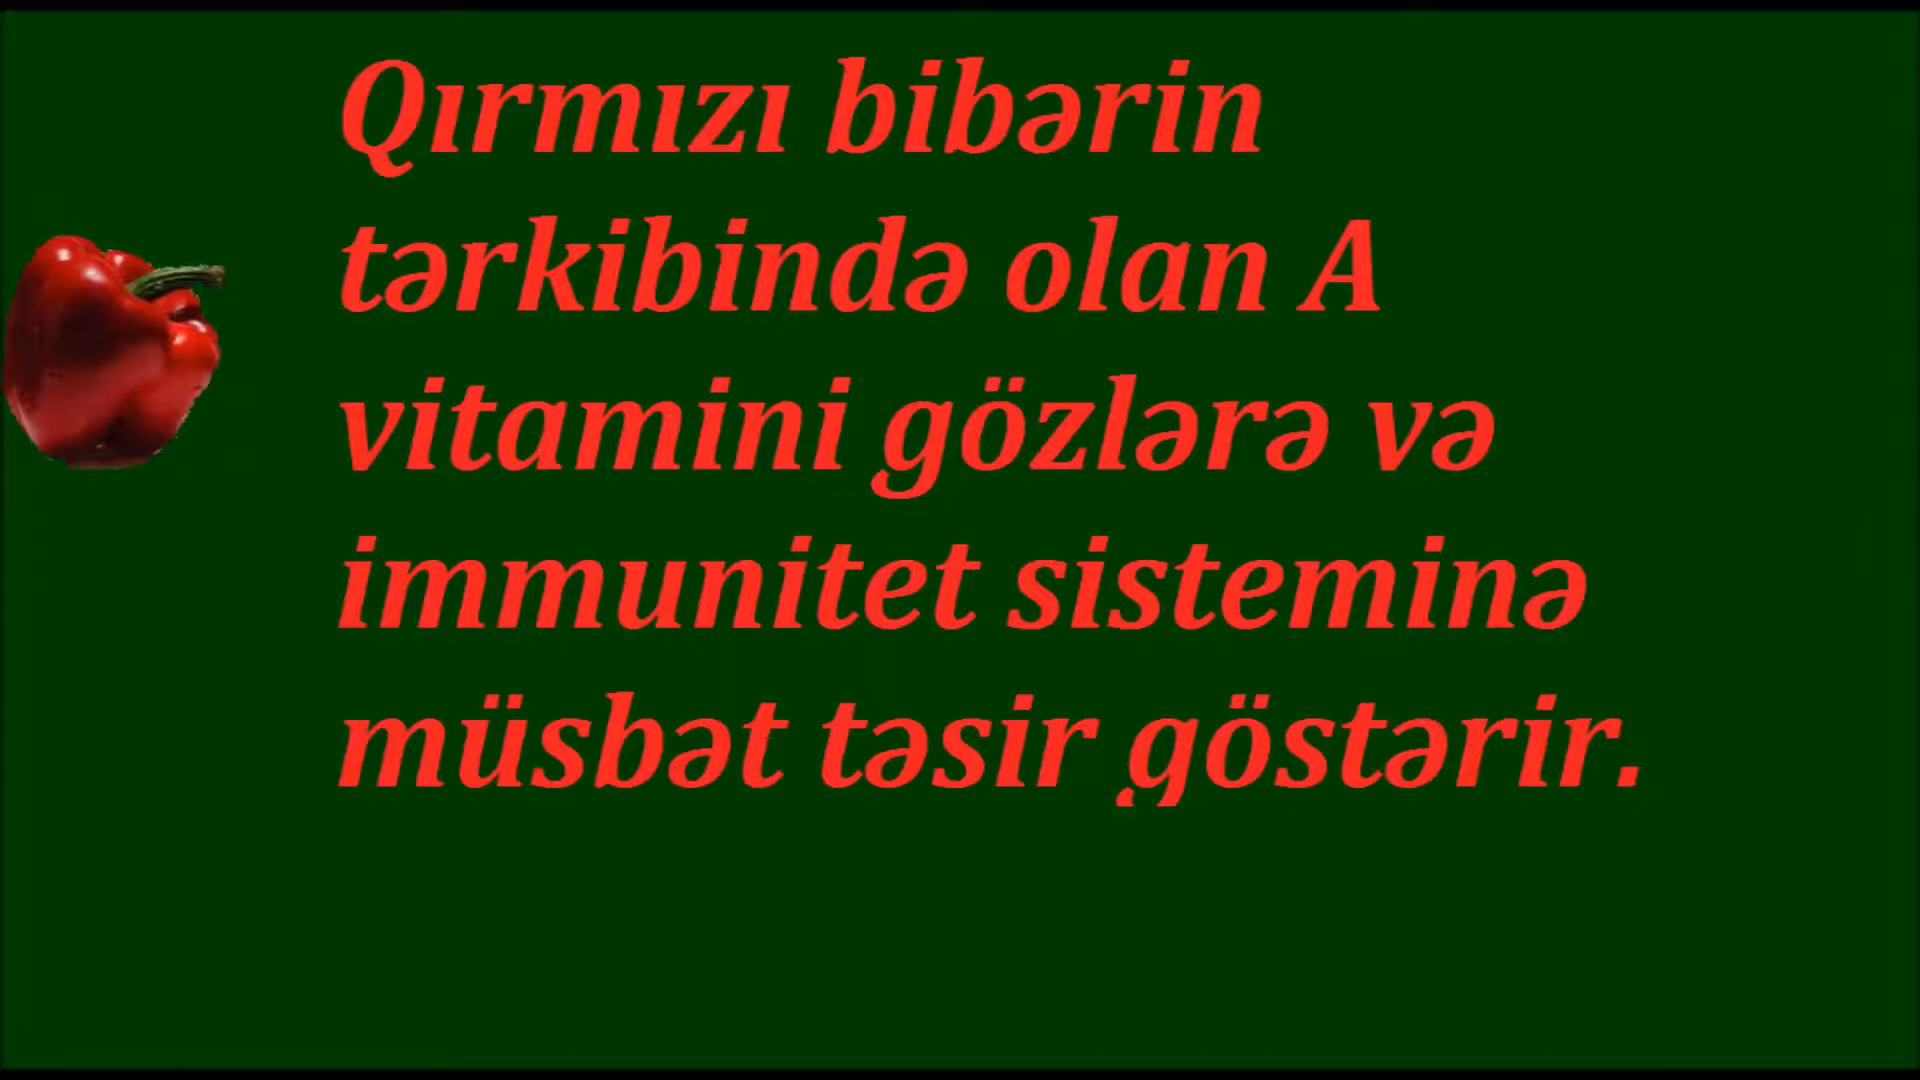 Qırmızı bibərin
tərkibində olan A
vitamini gözlərə və
immunitet sisteminə
müsbət təsir göstərir.